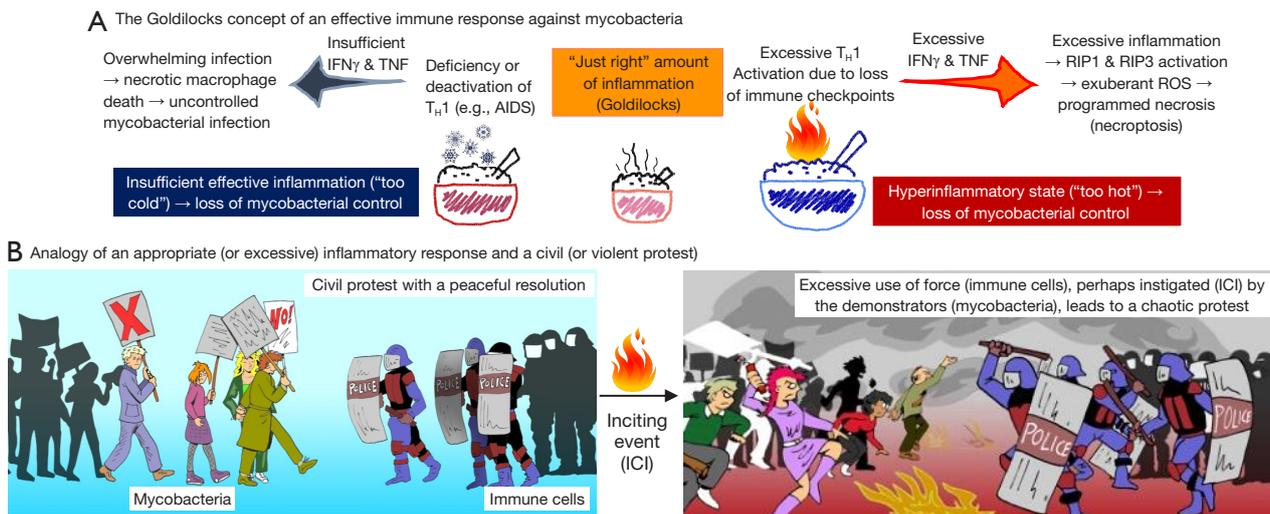 A The Goldilocks concept of an effective immune response against mycobacteria
Overwhelming infection
→ necrotic macrophage
death → uncontrolled
mycobacterial infection
Insufficient
IFNγ & TNF
Deficiency or
deactivation of
TH1 (e.g., AIDS)
"Just right" amount
of inflammation
(Goldilocks)
Excessive TH1
Activation due to loss
of immune checkpoints
Excessive
IFNγ & TNF
Excessive inflammation
→ RIP1 & RIP3 activation
→ exuberant ROS →
programmed necrosis
(necroptosis)
Insufficient effective inflammation ("too
cold") → loss of mycobacterial control
Hyperinflammatory state ("too hot") →
loss of mycobacterial control
B Analogy of an appropriate (or excessive) inflammatory response and a civil (or violent protest)
Civil protest with a peaceful resolution
X
NO!
POLICE
POLICE
POLICE
Mycobacteria
Immune cells
Inciting
event
(ICI)
Excessive use of force (immune cells), perhaps instigated (ICI) by
the demonstrators (mycobacteria), leads to a chaotic protest
POLICE
POLICE